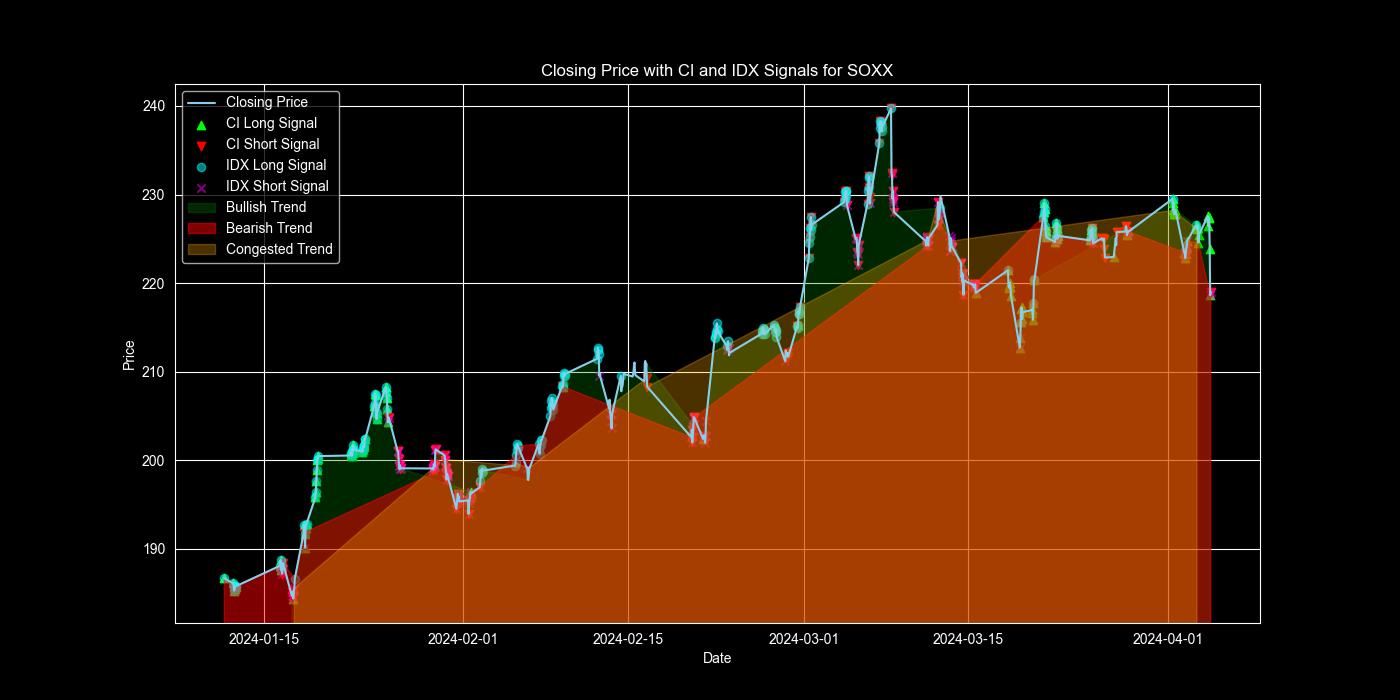 Closing Price with CI and IDX Signals for SOXX
Closing Price
CI Long Signal
CI Short Signal
IDX Long Signal
IDX Short Signal
Bullish Trend
Bearish Trend
Congested Trend
240
230
220
210
200
190
Price
2024-01-15
2024-02-01
2024-02-15
2024-03-01
2024-03-15
2024-04-01
Date